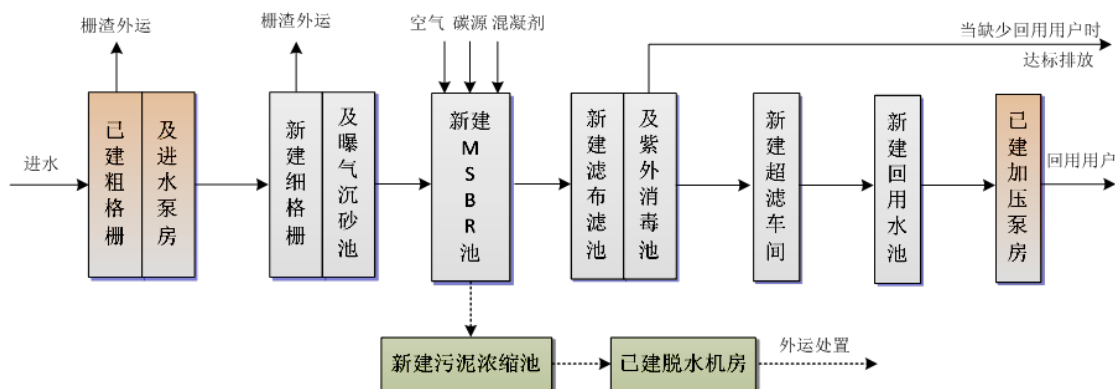 栅渣外运
栅渣外运
空气 碳源 混凝剂
当缺少回用用户时
达标排放
进水
已建粗格栅
及进水泵房
新建细格栅
及曝气沉砂池
新建
MSBR
池
新建滤布滤池
及紫外消毒池
新建超滤车间
新建回用水池
已建加压泵房
回用用户
新建污泥浓缩池
已建脱水机房
外运处置